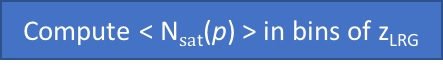 Compute < Nsat(p) > in bins of zLRG